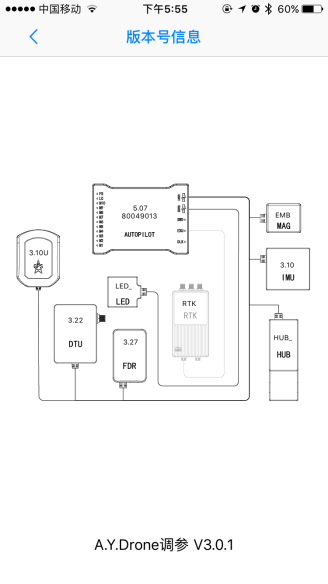 中国移动
下午5:55
60%
版本号信息
5.07
80049013
AUTOPILOT
EMB
MAG
3.10U
3.10
IMU
LED_
LED
RTK
RTK
3.22
DTU
3.27
FDR
HUB_
HUB
A.Y.Drone调参 V3.0.1